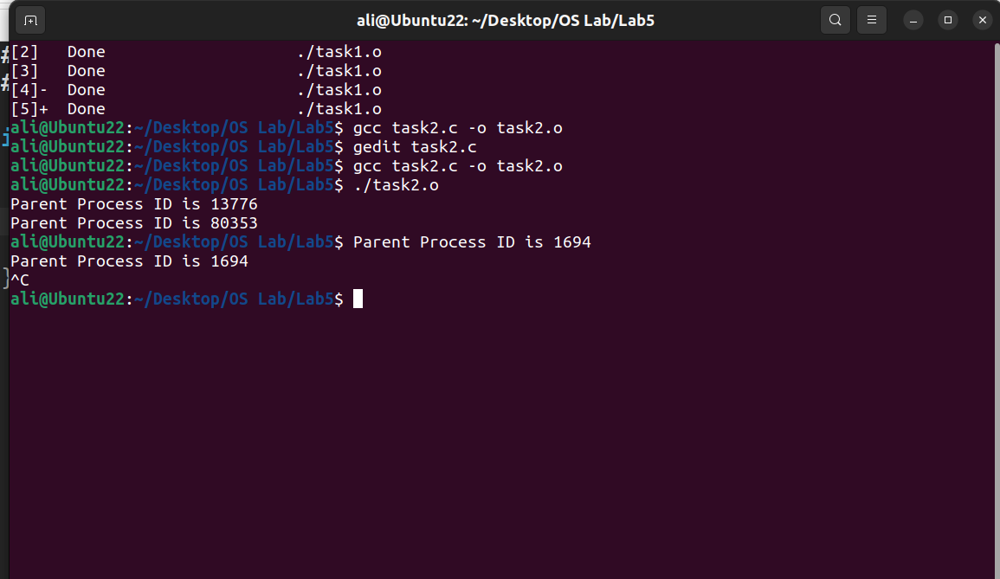 ali@Ubuntu22: ~/Desktop/OS Lab/Lab5
[2]   Done                    ./task1.o
[3]   Done                    ./task1.o
[4]-  Done                    ./task1.o
[5]+  Done                    ./task1.o
ali@Ubuntu22:~/Desktop/OS Lab/Lab5$ gcc task2.c -o task2.o
ali@Ubuntu22:~/Desktop/OS Lab/Lab5$ gedit task2.c
ali@Ubuntu22:~/Desktop/OS Lab/Lab5$ gcc task2.c -o task2.o
ali@Ubuntu22:~/Desktop/OS Lab/Lab5$ ./task2.o
Parent Process ID is 13776
Parent Process ID is 80353
ali@Ubuntu22:~/Desktop/OS Lab/Lab5$ Parent Process ID is 1694
Parent Process ID is 1694
^C
ali@Ubuntu22:~/Desktop/OS Lab/Lab5$